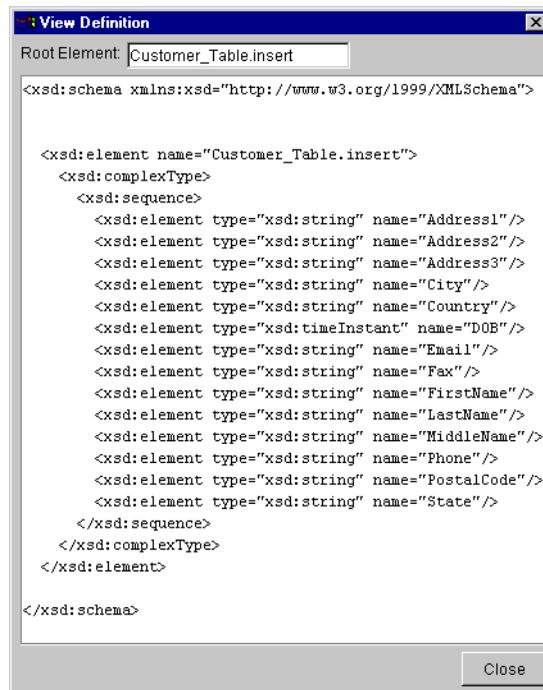 View Definition
Root Element: Customer_Table.insert
<xsd:schema xmlns:xsd="http://www.w3.org/1999/XMLSchema">
<xsd:element name="Customer_Table.insert">
<xsd:complexType>
<xsd:sequence>
<xsd:element type="xsd:string" name="Address1"/>
<xsd:element type="xsd:string" name="Address2"/>
<xsd:element type="xsd:string" name="Address3"/>
<xsd:element type="xsd:string" name="City"/>
<xsd:element type="xsd:string" name="Country"/>
<xsd:element type="xsd:timeInstant" name="DOB"/>
<xsd:element type="xsd:string" name="Email"/>
<xsd:element type="xsd:string" name="Fax"/>
<xsd:element type="xsd:string" name="FirstName"/>
<xsd:element type="xsd:string" name="LastName"/>
<xsd:element type="xsd:string" name="MiddleName"/>
<xsd:element type="xsd:string" name="Phone"/>
<xsd:element type="xsd:string" name="PostalCode"/>
<xsd:element type="xsd:string" name="State"/>
</xsd:sequence>
</xsd:complexType>
</xsd:element>
</xsd:schema>
Close